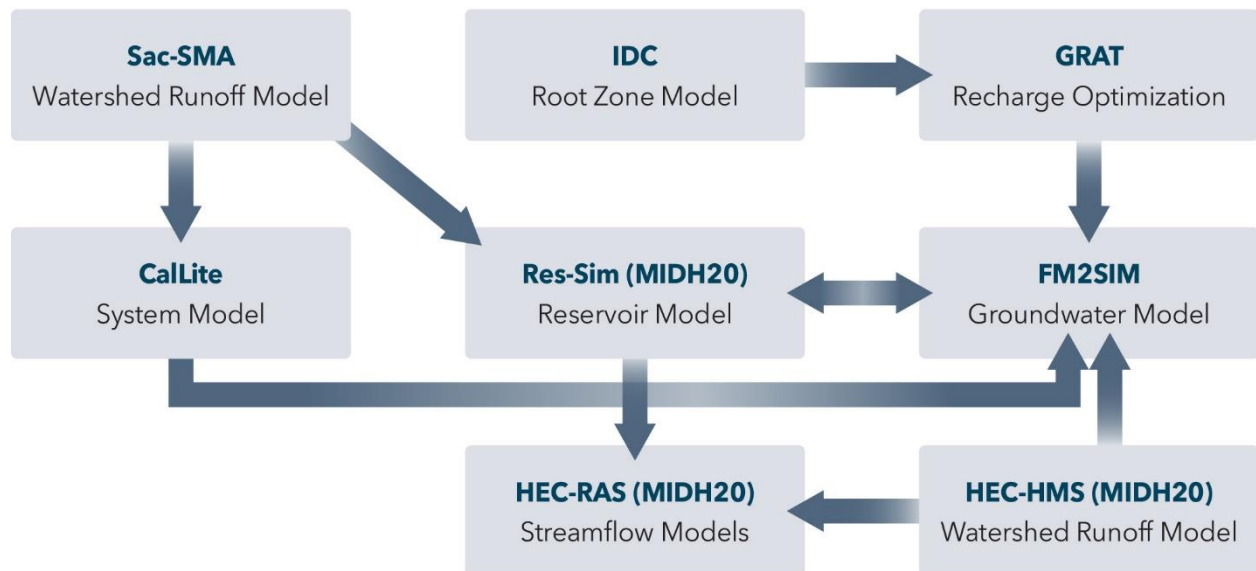 Sac-SMA
Watershed Runoff Model
IDC
Root Zone Model
GRAT
Recharge Optimization
CalLite
System Model
Res-Sim (MIDH20)
Reservoir Model
FM2SIM
Groundwater Model
HEC-RAS (MIDH20)
Streamflow Models
HEC-HMS (MIDH20)
Watershed Runoff Model